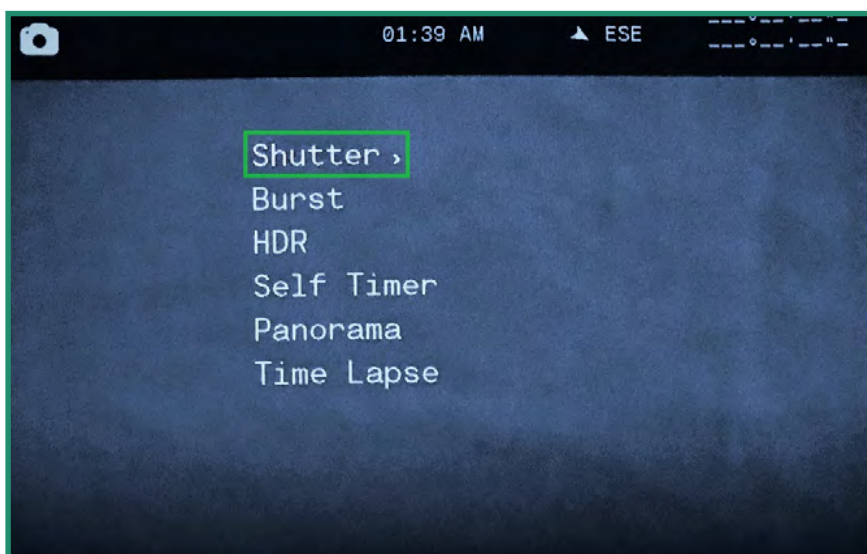 01:39 AM ESE ---°--'--"-
---°--'--"-
Shutter ›
Burst
HDR
Self Timer
Panorama
Time Lapse